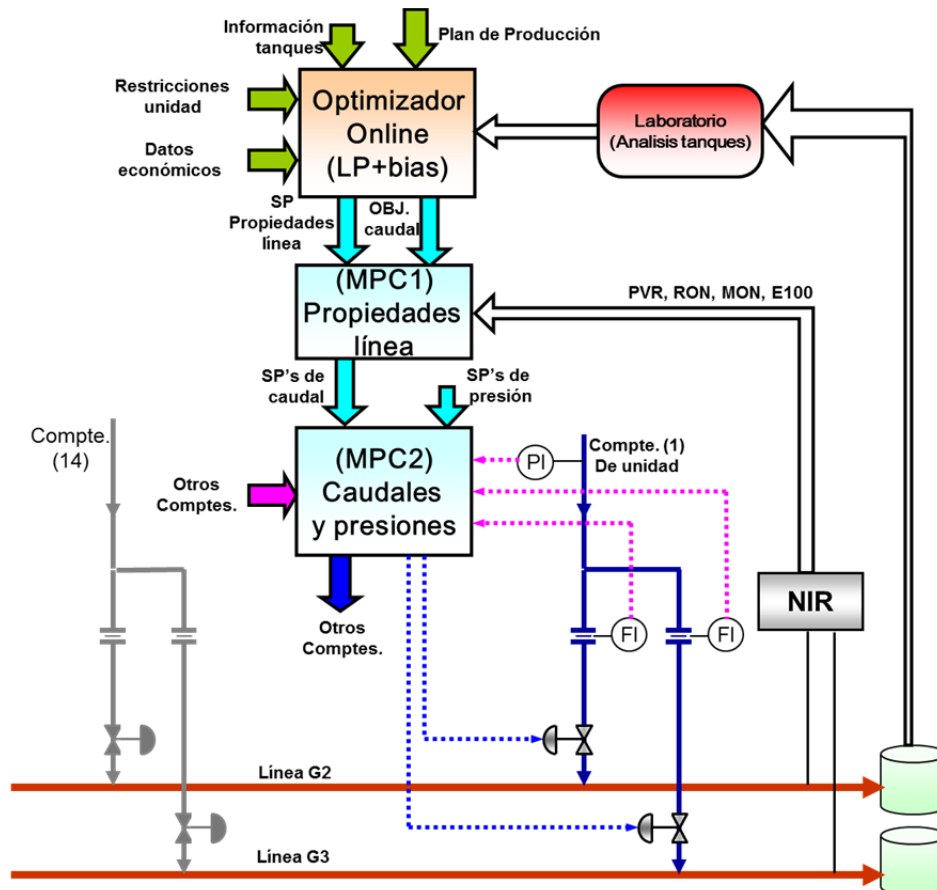 Información
tanques
Plan de Producción
Restricciones
unidad
Datos
económicos
Optimizador
Online
(LP+bias)
Laboratorio
(Analisis tanques)
SP
Propiedades
línea
OBJ.
caudal
(MPC1)
Propiedades
línea
PVR, RON, MON, E100
SP's de
caudal
SP's de
presión
Compte.
(14)
(MPC2)
Caudales
y presiones
Otros
Comptes.
PI
Compte. (1)
De unidad
Otros
Comptes.
FI
FI
NIR
Línea G2
Línea G3